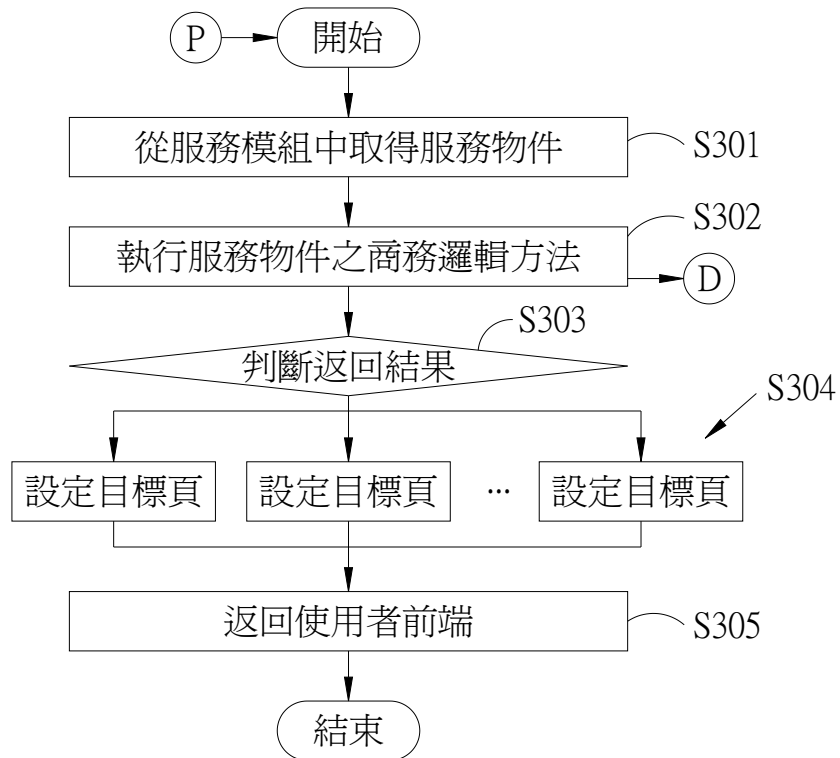 P
開始
從服務模組中取得服務物件
S301
S302
執行服務物件之商務邏輯方法
D
S303
判斷返回結果
S304
設定目標頁
設定目標頁
...
設定目標頁
返回使用者前端
S305
結束